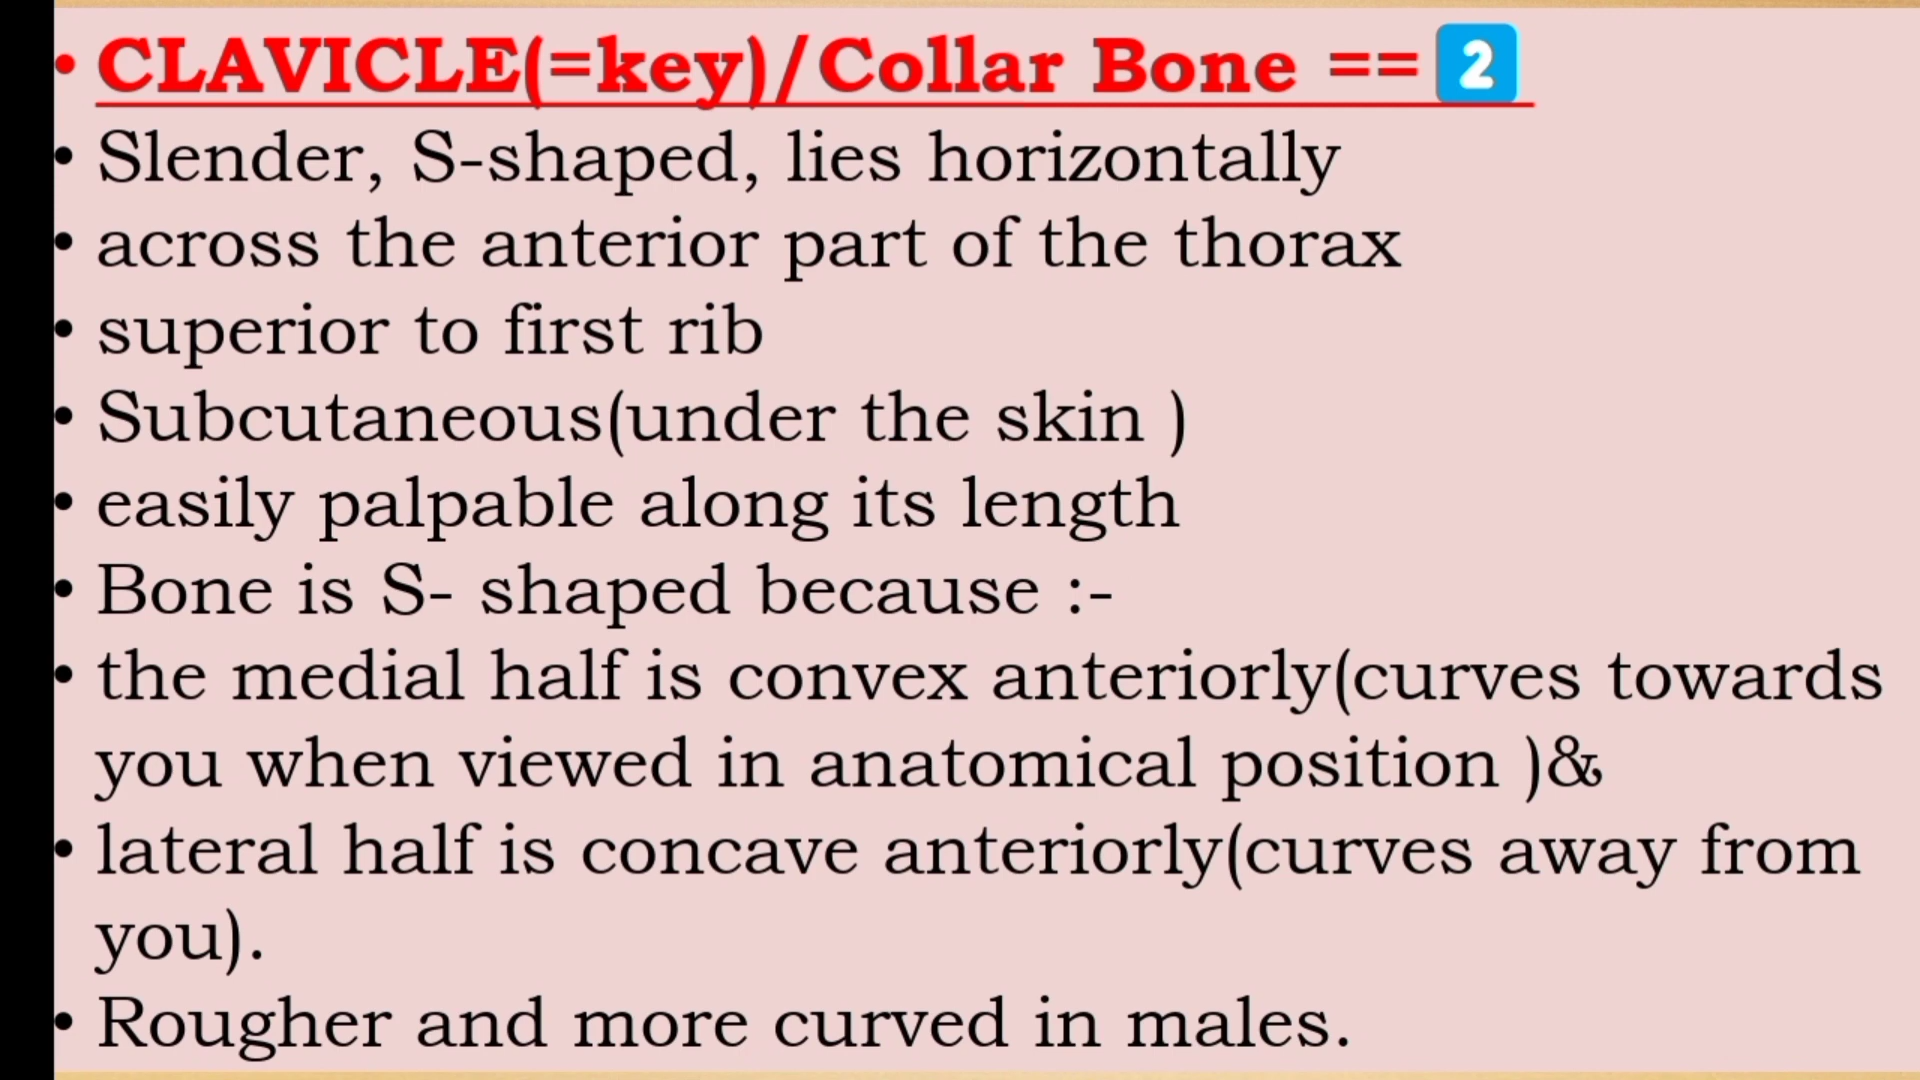 • CLAVICLE(=key)/Collar Bone == 2️⃣
• Slender, S-shaped, lies horizontally
• across the anterior part of the thorax
• superior to first rib
• Subcutaneous(under the skin )
• easily palpable along its length
• Bone is S- shaped because :-
• the medial half is convex anteriorly(curves towards
you when viewed in anatomical position )&
• lateral half is concave anteriorly(curves away from
you).
• Rougher and more curved in males.